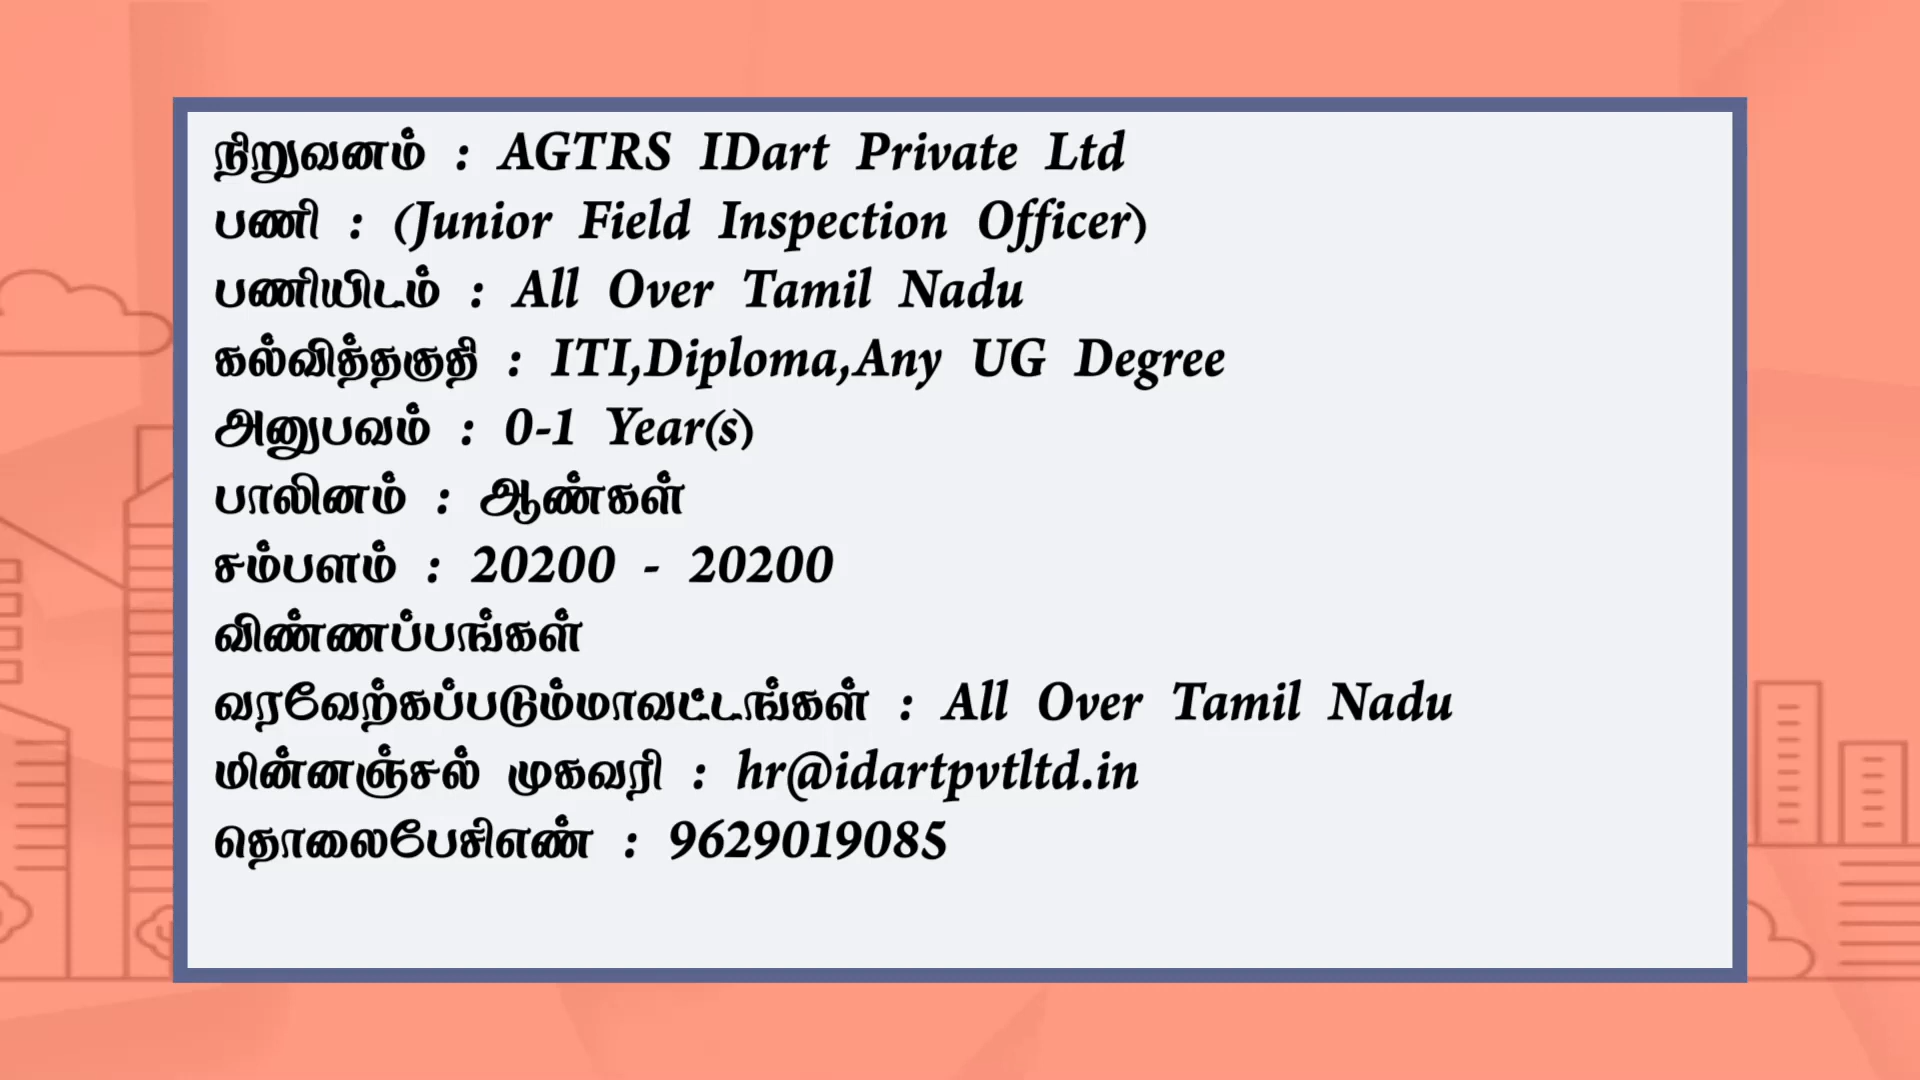 நிறுவனம் : AGTRS IDart Private Ltd
பணி : (Junior Field Inspection Officer)
பணியிடம் : All Over Tamil Nadu
கல்வித்தகுதி : ITI,Diploma,Any UG Degree
அனுபவம் : 0-1 Year(s)
பாலினம் : ஆண்கள்
சம்பளம் : 20200 - 20200
விண்ணப்பங்கள்
வரவேற்கப்படும்மாவட்டங்கள் : All Over Tamil Nadu
மின்னஞ்சல் முகவரி : hr@idartpvtltd.in
தொலைபேசிஎண் : 9629019085